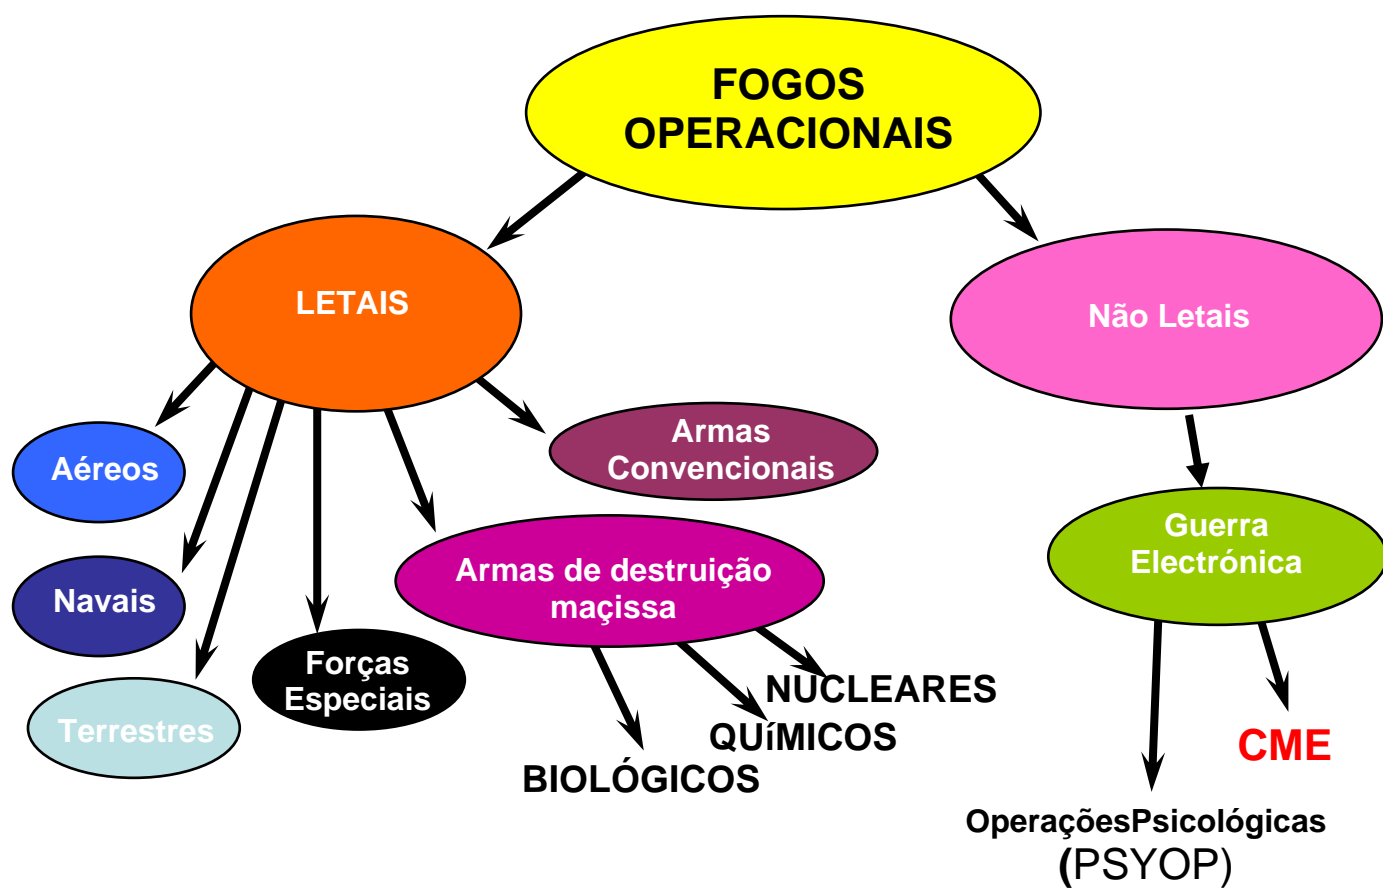 FOGOS
OPERACIONAIS
LETAIS
Não Letais
Armas
Convencionais
Aéreos
Guerra
Electrónica
Armas de destruição
maçissa
Navais
Forças
Especiais
Terrestres
NUCLEARES
QUíMICOS
BIOLÓGICOS
CME
OperaçõesPsicológicas
(PSYOP)